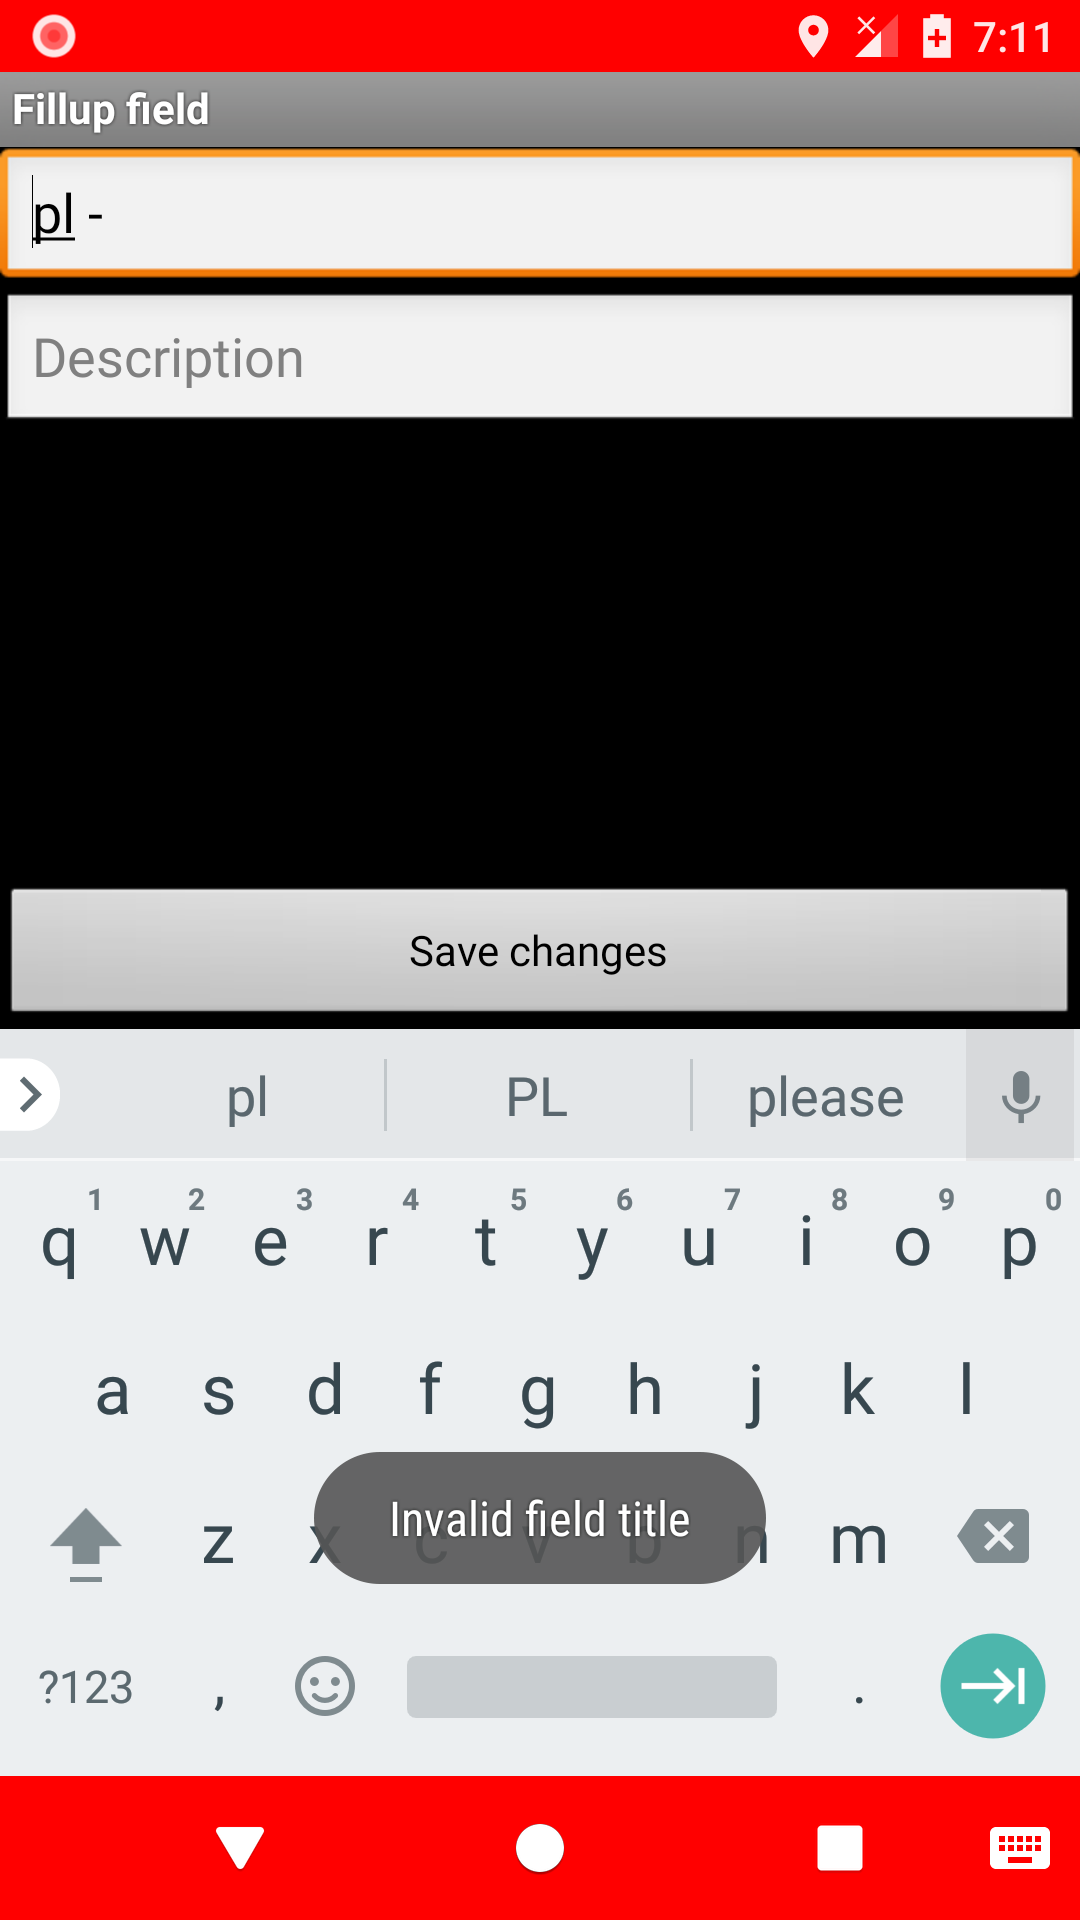 7:11
Fillup field
pl -
Description
Save changes
pl PL please
1 2 3 4 5 6 7 8 9 0
q w e r t y u i o p
a s d f g h j k l
z x c v b n m
Invalid field title
?123 , .